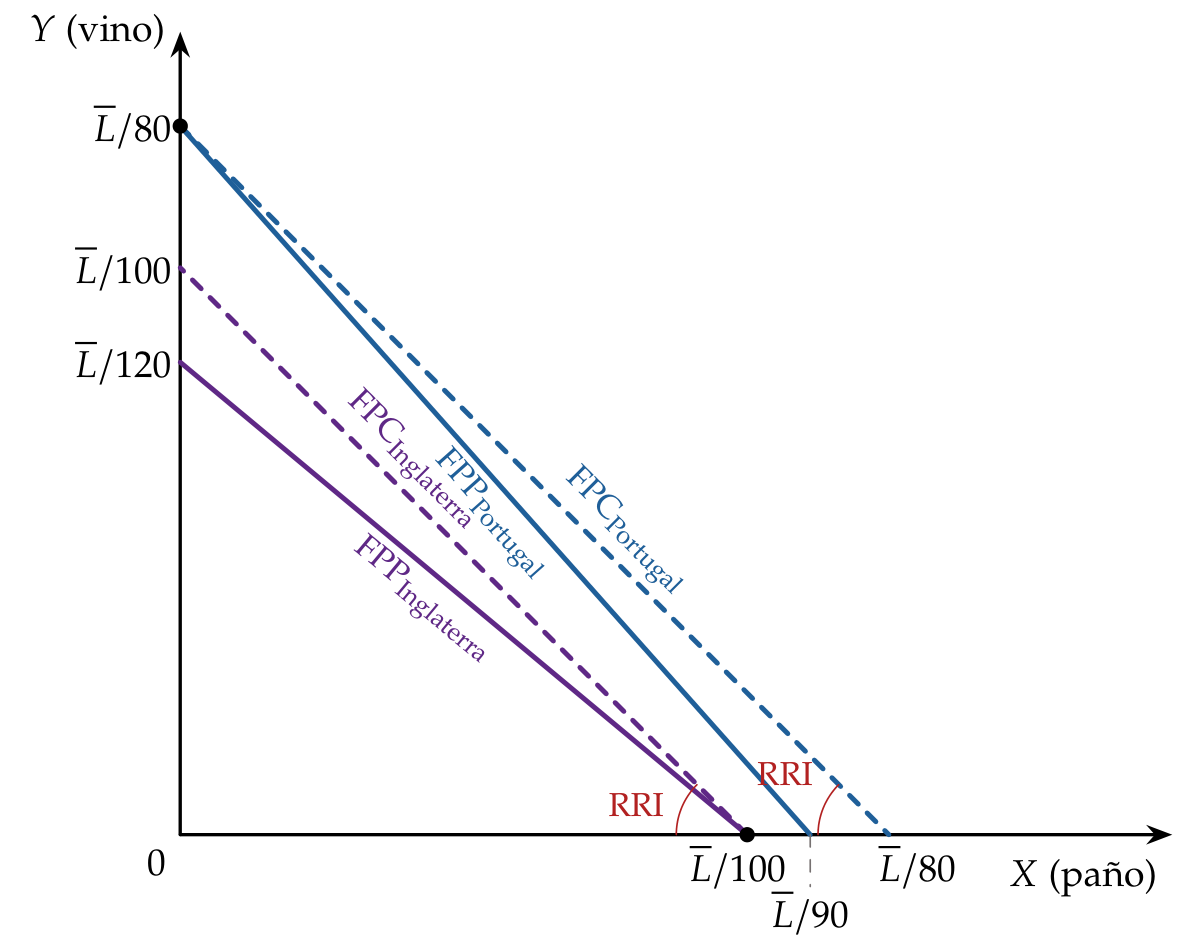 Y (vino)
L̅/80
L̅/100
L̅/120
FPC_Inglaterra
FPP_Portugal
FPC_Portugal
FPP_Inglaterra
RRI
RRI
0
L̅/100
L̅/80
X (paño)
L̅/90